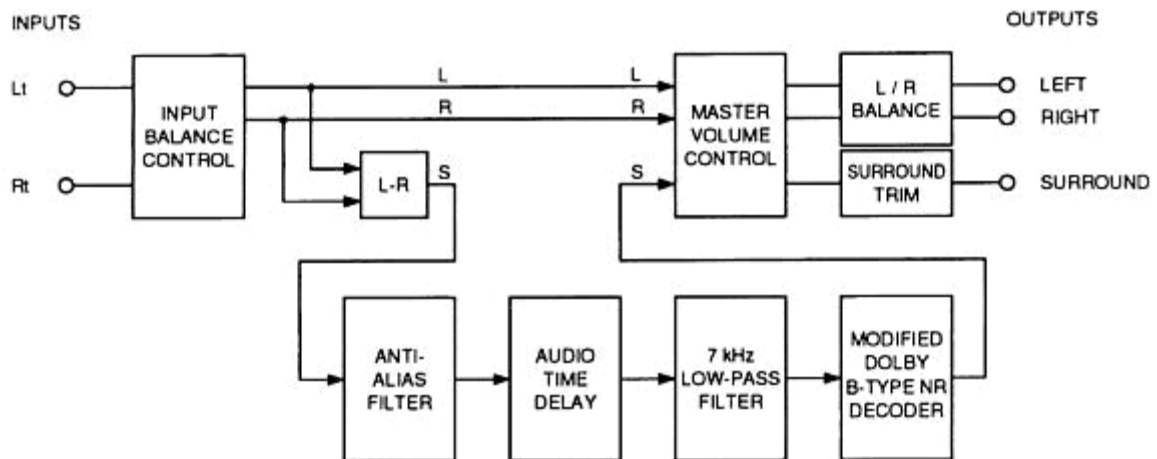 INPUTS
OUTPUTS
Lt
Rt
INPUT
BALANCE
CONTROL
L
R
L
R
L-R
S
S
MASTER
VOLUME
CONTROL
L / R
BALANCE
SURROUND
TRIM
LEFT
RIGHT
SURROUND
ANTI-
ALIAS
FILTER
AUDIO
TIME
DELAY
7 kHz
LOW-PASS
FILTER
MODIFIED
DOLBY
B-TYPE NR
DECODER